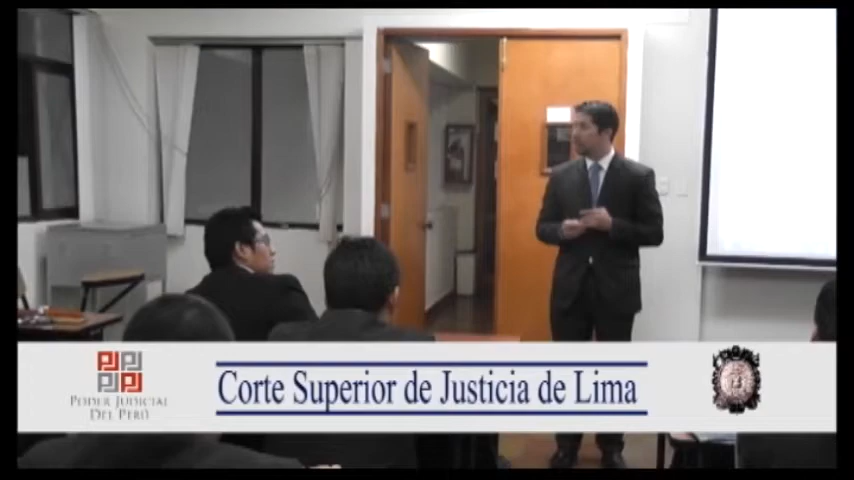 PODER JUDICIAL
DEL PERÚ
Corte Superior de Justicia de Lima